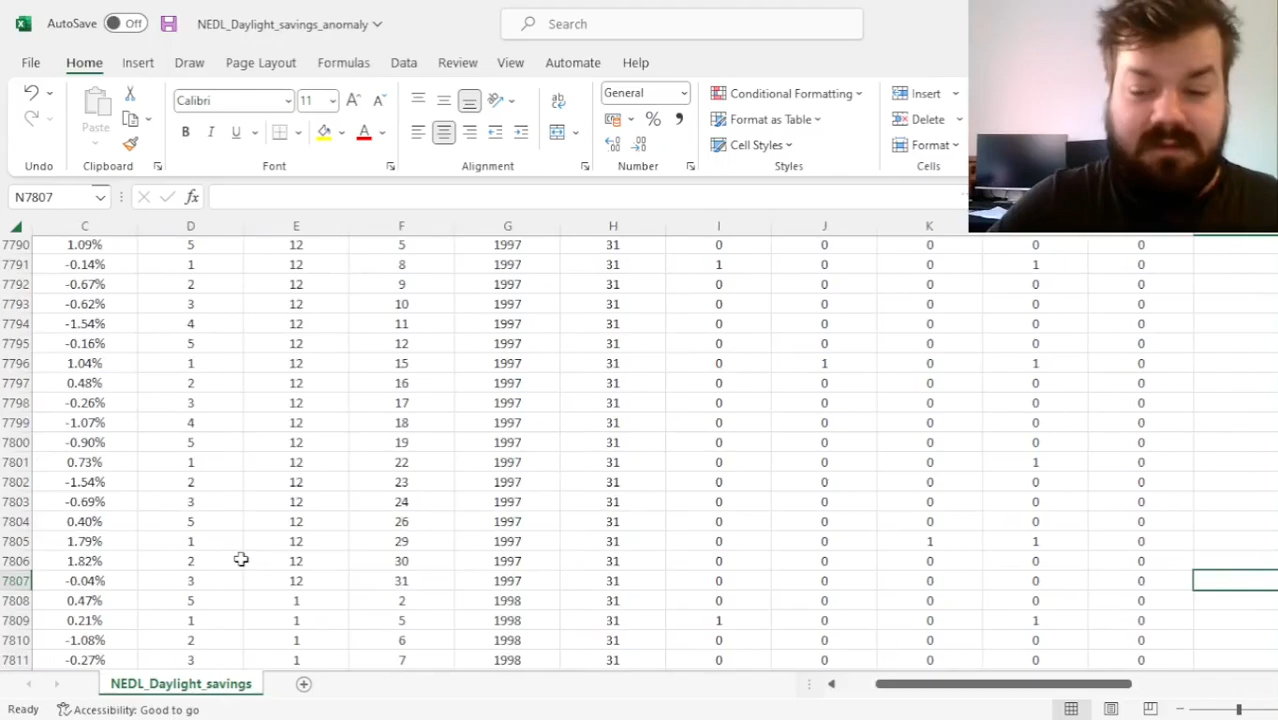 AutoSave Off NEDL_Daylight_savings_anomaly Search
File Home Insert Draw Page Layout Formulas Data Review View Automate Help
Calibri 11 General Conditional Formatting Insert
Paste B I U A % Format as Table Delete
Cell Styles Format
Undo Clipboard Font Alignment Number Styles Cells
N7807 fx
C D E F G H I J K
7790 1.09% 5 12 5 1997 31 0 0 0 0 0
7791 -0.14% 1 12 8 1997 31 1 0 0 1 0
7792 -0.67% 2 12 9 1997 31 0 0 0 0 0
7793 -0.62% 3 12 10 1997 31 0 0 0 0 0
7794 -1.54% 4 12 11 1997 31 0 0 0 0 0
7795 -0.16% 5 12 12 1997 31 0 0 0 0 0
7796 1.04% 1 12 15 1997 31 0 1 0 1 0
7797 0.48% 2 12 16 1997 31 0 0 0 0 0
7798 -0.26% 3 12 17 1997 31 0 0 0 0 0
7799 -1.07% 4 12 18 1997 31 0 0 0 0 0
7800 -0.90% 5 12 19 1997 31 0 0 0 0 0
7801 0.73% 1 12 22 1997 31 0 0 0 1 0
7802 -1.54% 2 12 23 1997 31 0 0 0 0 0
7803 -0.69% 3 12 24 1997 31 0 0 0 0 0
7804 0.40% 5 12 26 1997 31 0 0 0 0 0
7805 1.79% 1 12 29 1997 31 0 0 1 1 0
7806 1.82% 2 12 30 1997 31 0 0 0 0 0
7807 -0.04% 3 12 31 1997 31 0 0 0 0 0
7808 0.47% 5 1 2 1998 31 0 0 0 0 0
7809 0.21% 1 1 5 1998 31 1 0 0 1 0
7810 -1.08% 2 1 6 1998 31 0 0 0 0 0
7811 -0.27% 3 1 7 1998 31 0 0 0 0 0
NEDL_Daylight_savings
Ready Accessibility: Good to go